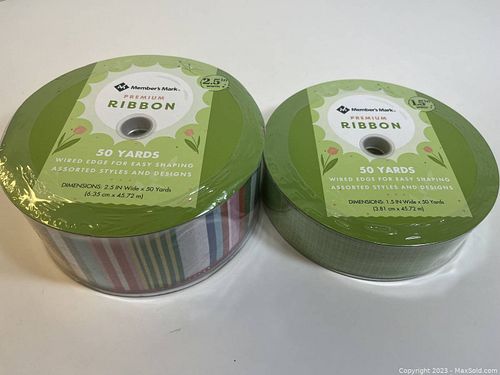 Member's Mark
PREMIUM
RIBBON
2.5 in
50 YARDS
WIRED EDGE FOR EASY SHAPING
ASSORTED STYLES AND DESIGNS
DIMENSIONS: 2.5 IN Wide x 50 Yards
(6.35 cm x 45.72 m)
Member's Mark
PREMIUM
RIBBON
1.5"
50 YARDS
WIRED EDGE FOR EASY SHAPING
ASSORTED STYLES AND DESIGNS
DIMENSIONS: 1.5 IN Wide x 50 Yards
(3.81 cm x 45.72 m)
Copyright 2023 - MaxSold.com